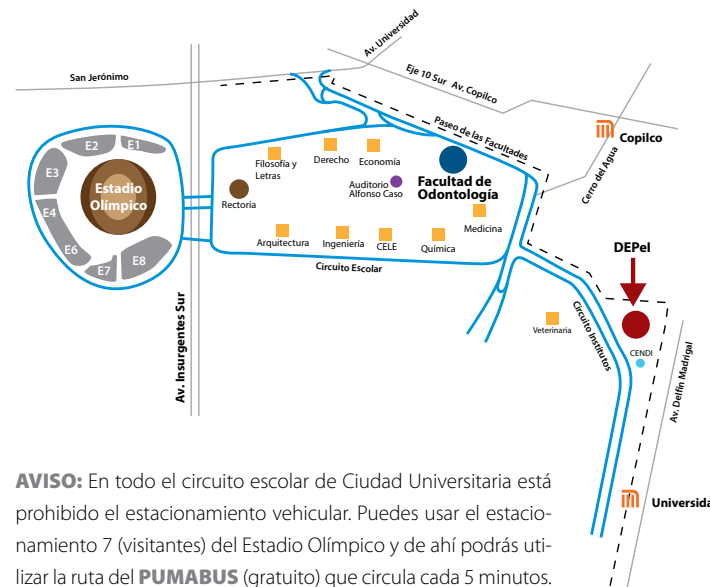 Av. Universidad
San Jerónimo
Eje 10 Sur Av. Copilco
Paseo de las Facultades
Copilco
Cerro del Agua
E2
E1
E3
E4
E6
E7
E8
Estadio
Olímpico
Filosofía y
Letras
Derecho
Economía
Auditorio
Alfonso Caso
Facultad de
Odontología
Rectoría
Medicina
Arquitectura
Ingeniería
CELE
Química
Circuito Escolar
DEPeI
Veterinaria
Circuito Institutos
CENDI
Av. Delfín Madrigal
Av. Insurgentes Sur
Universida
AVISO: En todo el circuito escolar de Ciudad Universitaria está
prohibido el estacionamiento vehicular. Puedes usar el estacio-
namiento 7 (visitantes) del Estadio Olímpico y de ahí podrás uti-
lizar la ruta del PUMABUS (gratuito) que circula cada 5 minutos.